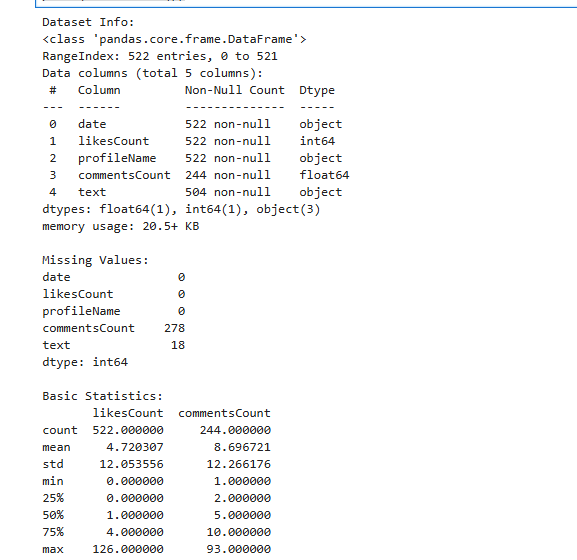 Dataset Info:
<class 'pandas.core.frame.DataFrame'>
RangeIndex: 522 entries, 0 to 521
Data columns (total 5 columns):
 #   Column         Non-Null Count  Dtype
---  ------         --------------  -----
 0   date           522 non-null    object
 1   likesCount     522 non-null    int64
 2   profileName    522 non-null    object
 3   commentsCount  244 non-null    float64
 4   text           504 non-null    object
dtypes: float64(1), int64(1), object(3)
memory usage: 20.5+ KB

Missing Values:
date               0
likesCount         0
profileName        0
commentsCount    278
text              18
dtype: int64

Basic Statistics:
       likesCount  commentsCount
count  522.000000     244.000000
mean     4.720307       8.696721
std     12.053556      12.266176
min      0.000000       1.000000
25%      0.000000       2.000000
50%      1.000000       5.000000
75%      4.000000      10.000000
max    126.000000      93.000000